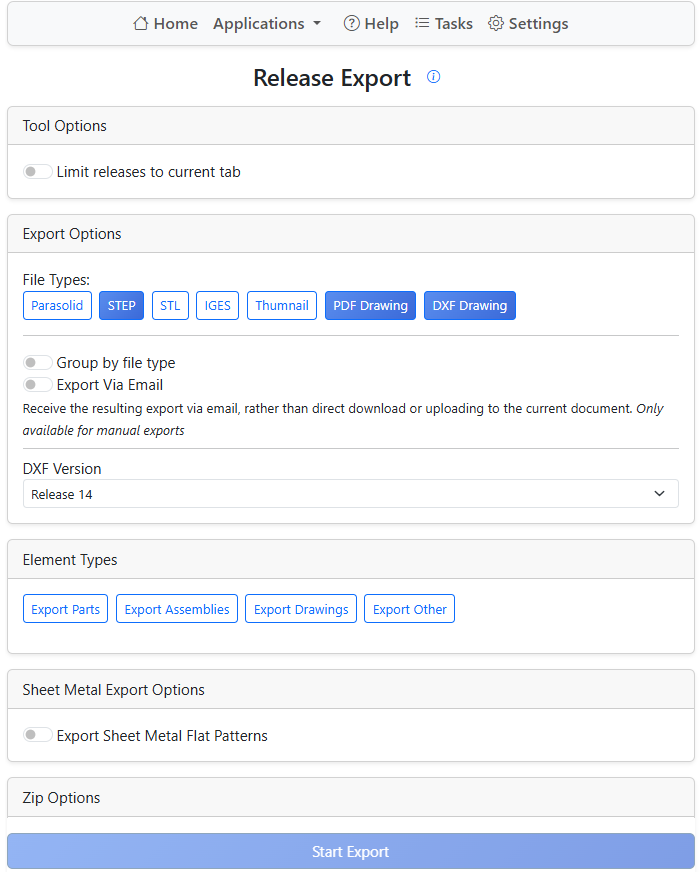 Home Applications Help Tasks Settings
Release Export
Tool Options
Limit releases to current tab
Export Options
File Types:
Parasolid STEP STL IGES Thumnail PDF Drawing DXF Drawing
Group by file type
Export Via Email
Receive the resulting export via email, rather than direct download or uploading to the current document. Only
available for manual exports
DXF Version
Release 14
Element Types
Export Parts Export Assemblies Export Drawings Export Other
Sheet Metal Export Options
Export Sheet Metal Flat Patterns
Zip Options
Start Export